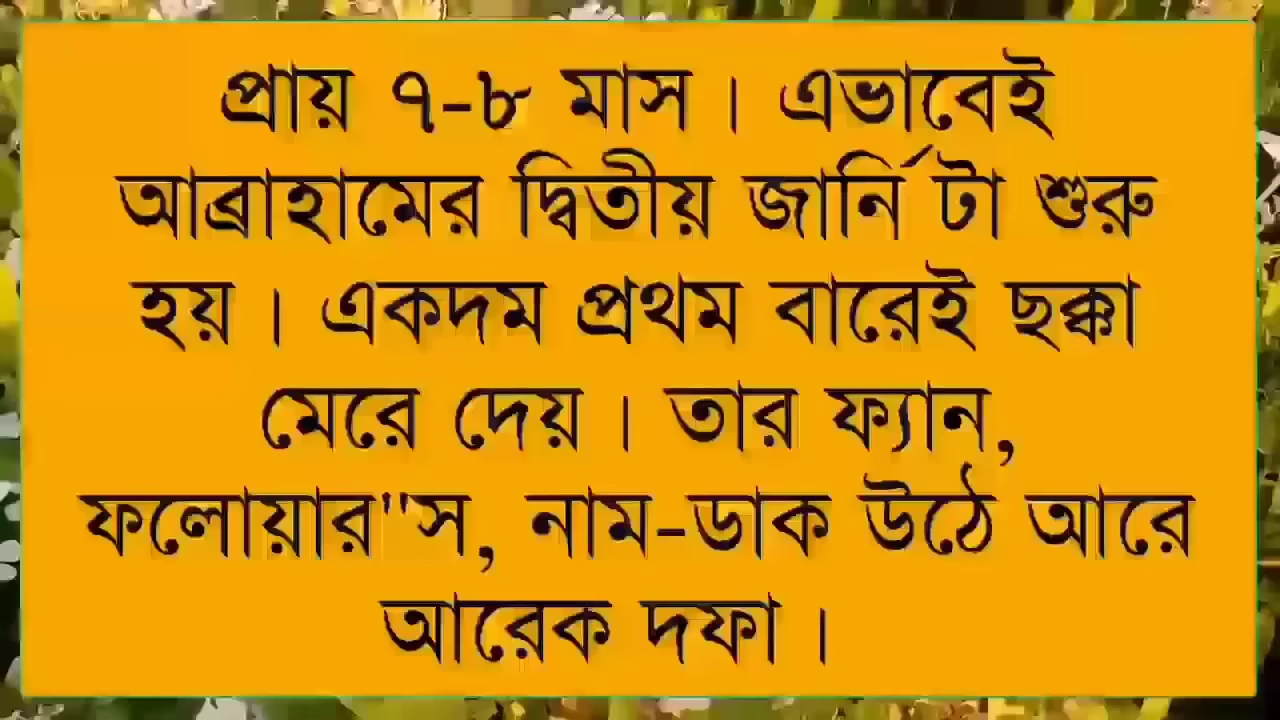 প্রায় ৭-৮ মাস । এভাবেই
আব্রাহামের দ্বিতীয় জার্নি টা শুরু
হয় । একদম প্রথম বারেই ছক্কা
মেরে দেয় । তার ফ্যান,
ফলোয়ার"স, নাম-ডাক উঠে আরে
আরেক দফা ।